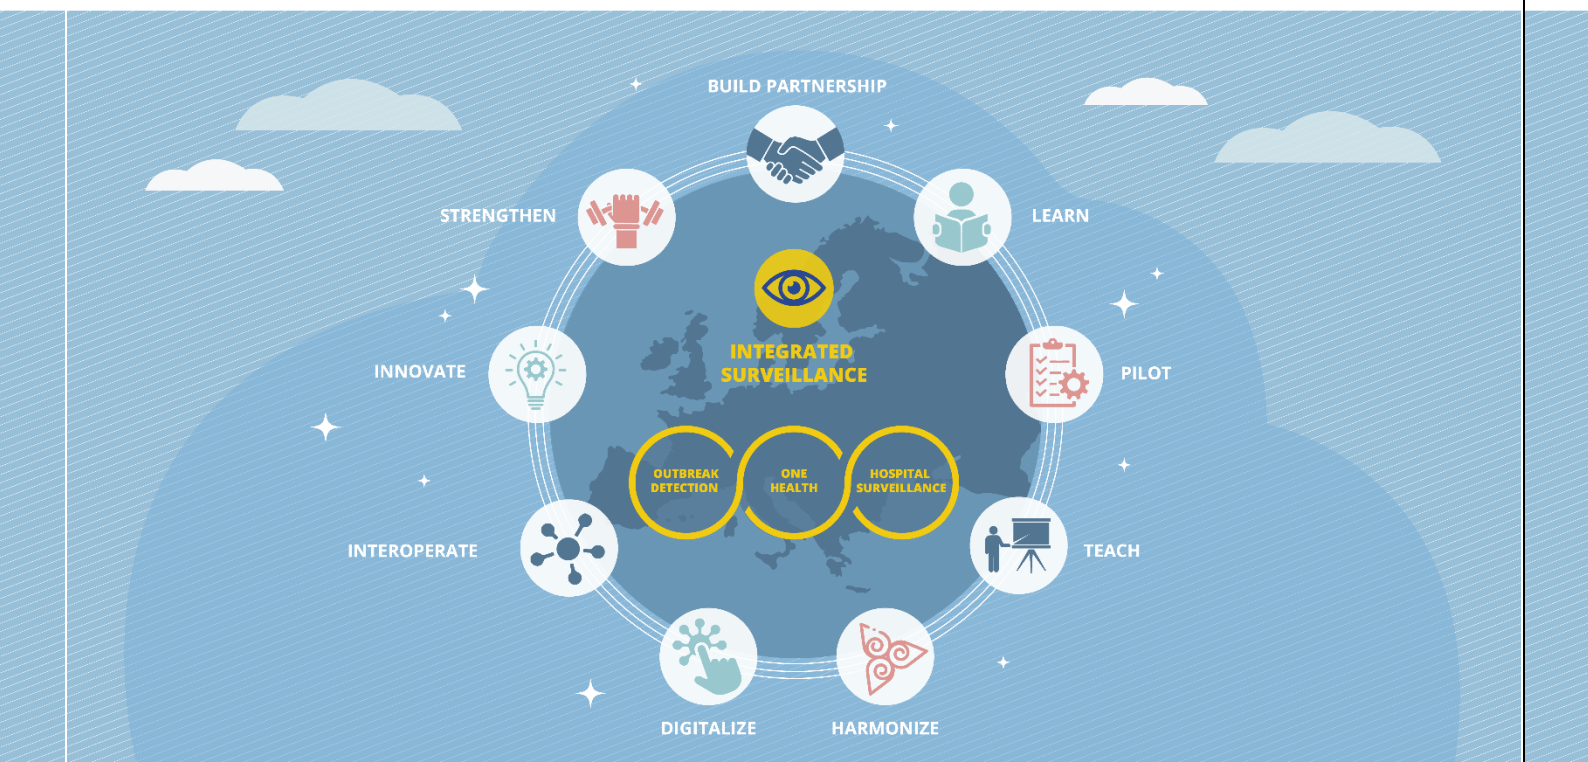 BUILD PARTNERSHIP
STRENGTHEN
LEARN
INTEGRATED
SURVEILLANCE
INNOVATE
PILOT
OUTBREAK
DETECTION
ONE
HEALTH
HOSPITAL
SURVEILLANCE
INTEROPERATE
TEACH
DIGITALIZE
HARMONIZE